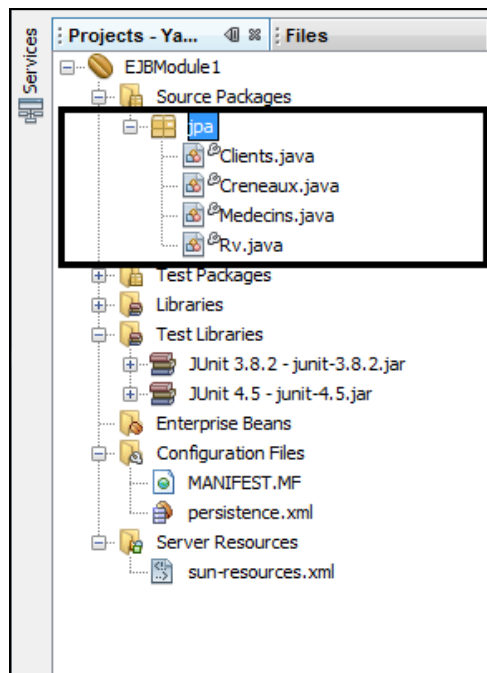 Services
Projects - Ya...
Files
EJBModule1
Source Packages
jpa
Clients.java
Creneaux.java
Medecins.java
Rv.java
Test Packages
Libraries
Test Libraries
JUnit 3.8.2 - junit-3.8.2.jar
JUnit 4.5 - junit-4.5.jar
Enterprise Beans
Configuration Files
MANIFEST.MF
persistence.xml
Server Resources
sun-resources.xml